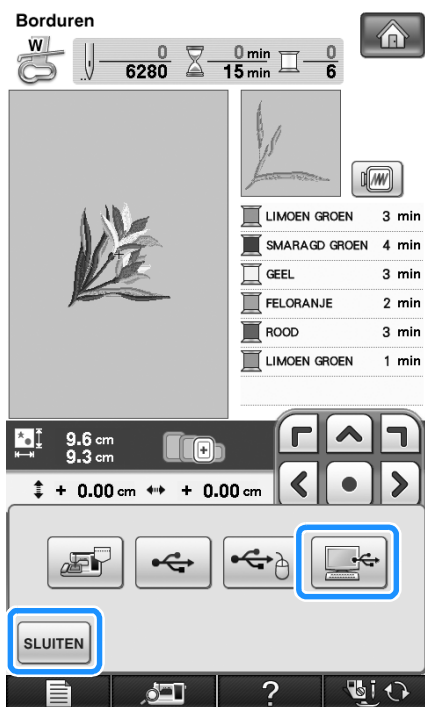 Borduren
W
0 0 min 0
6280 15 min 6
LIMOEN GROEN 3 min
SMARAGD GROEN 4 min
GEEL 3 min
FELORANJE 2 min
ROOD 3 min
LIMOEN GROEN 1 min
9.6 cm
9.3 cm
+ 0.00 cm + 0.00 cm
SLUITEN
?